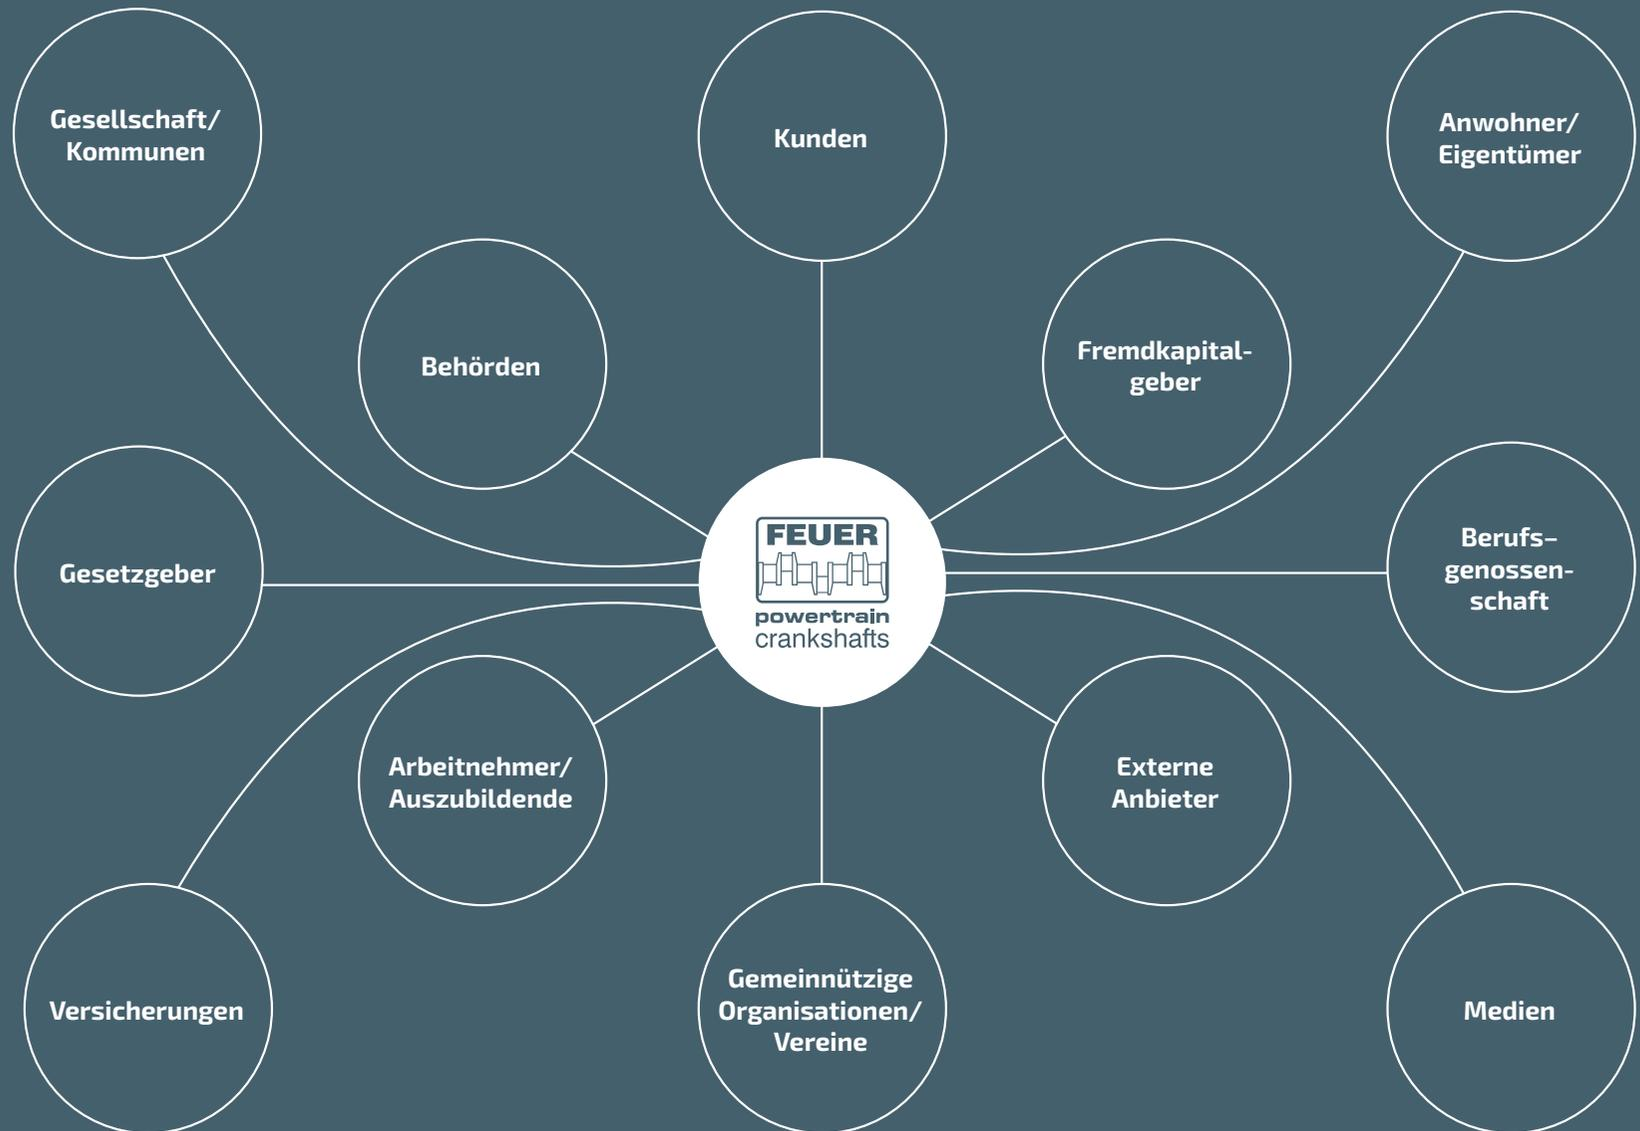 Gesellschaft/
Kommunen
Kunden
Anwohner/
Eigentümer
Behörden
Fremdkapital-
geber
Gesetzgeber
FEUER
powertrain
crankshafts
Berufs–
genossen-
schaft
Arbeitnehmer/
Auszubildende
Externe
Anbieter
Versicherungen
Gemeinnützige
Organisationen/
Vereine
Medien